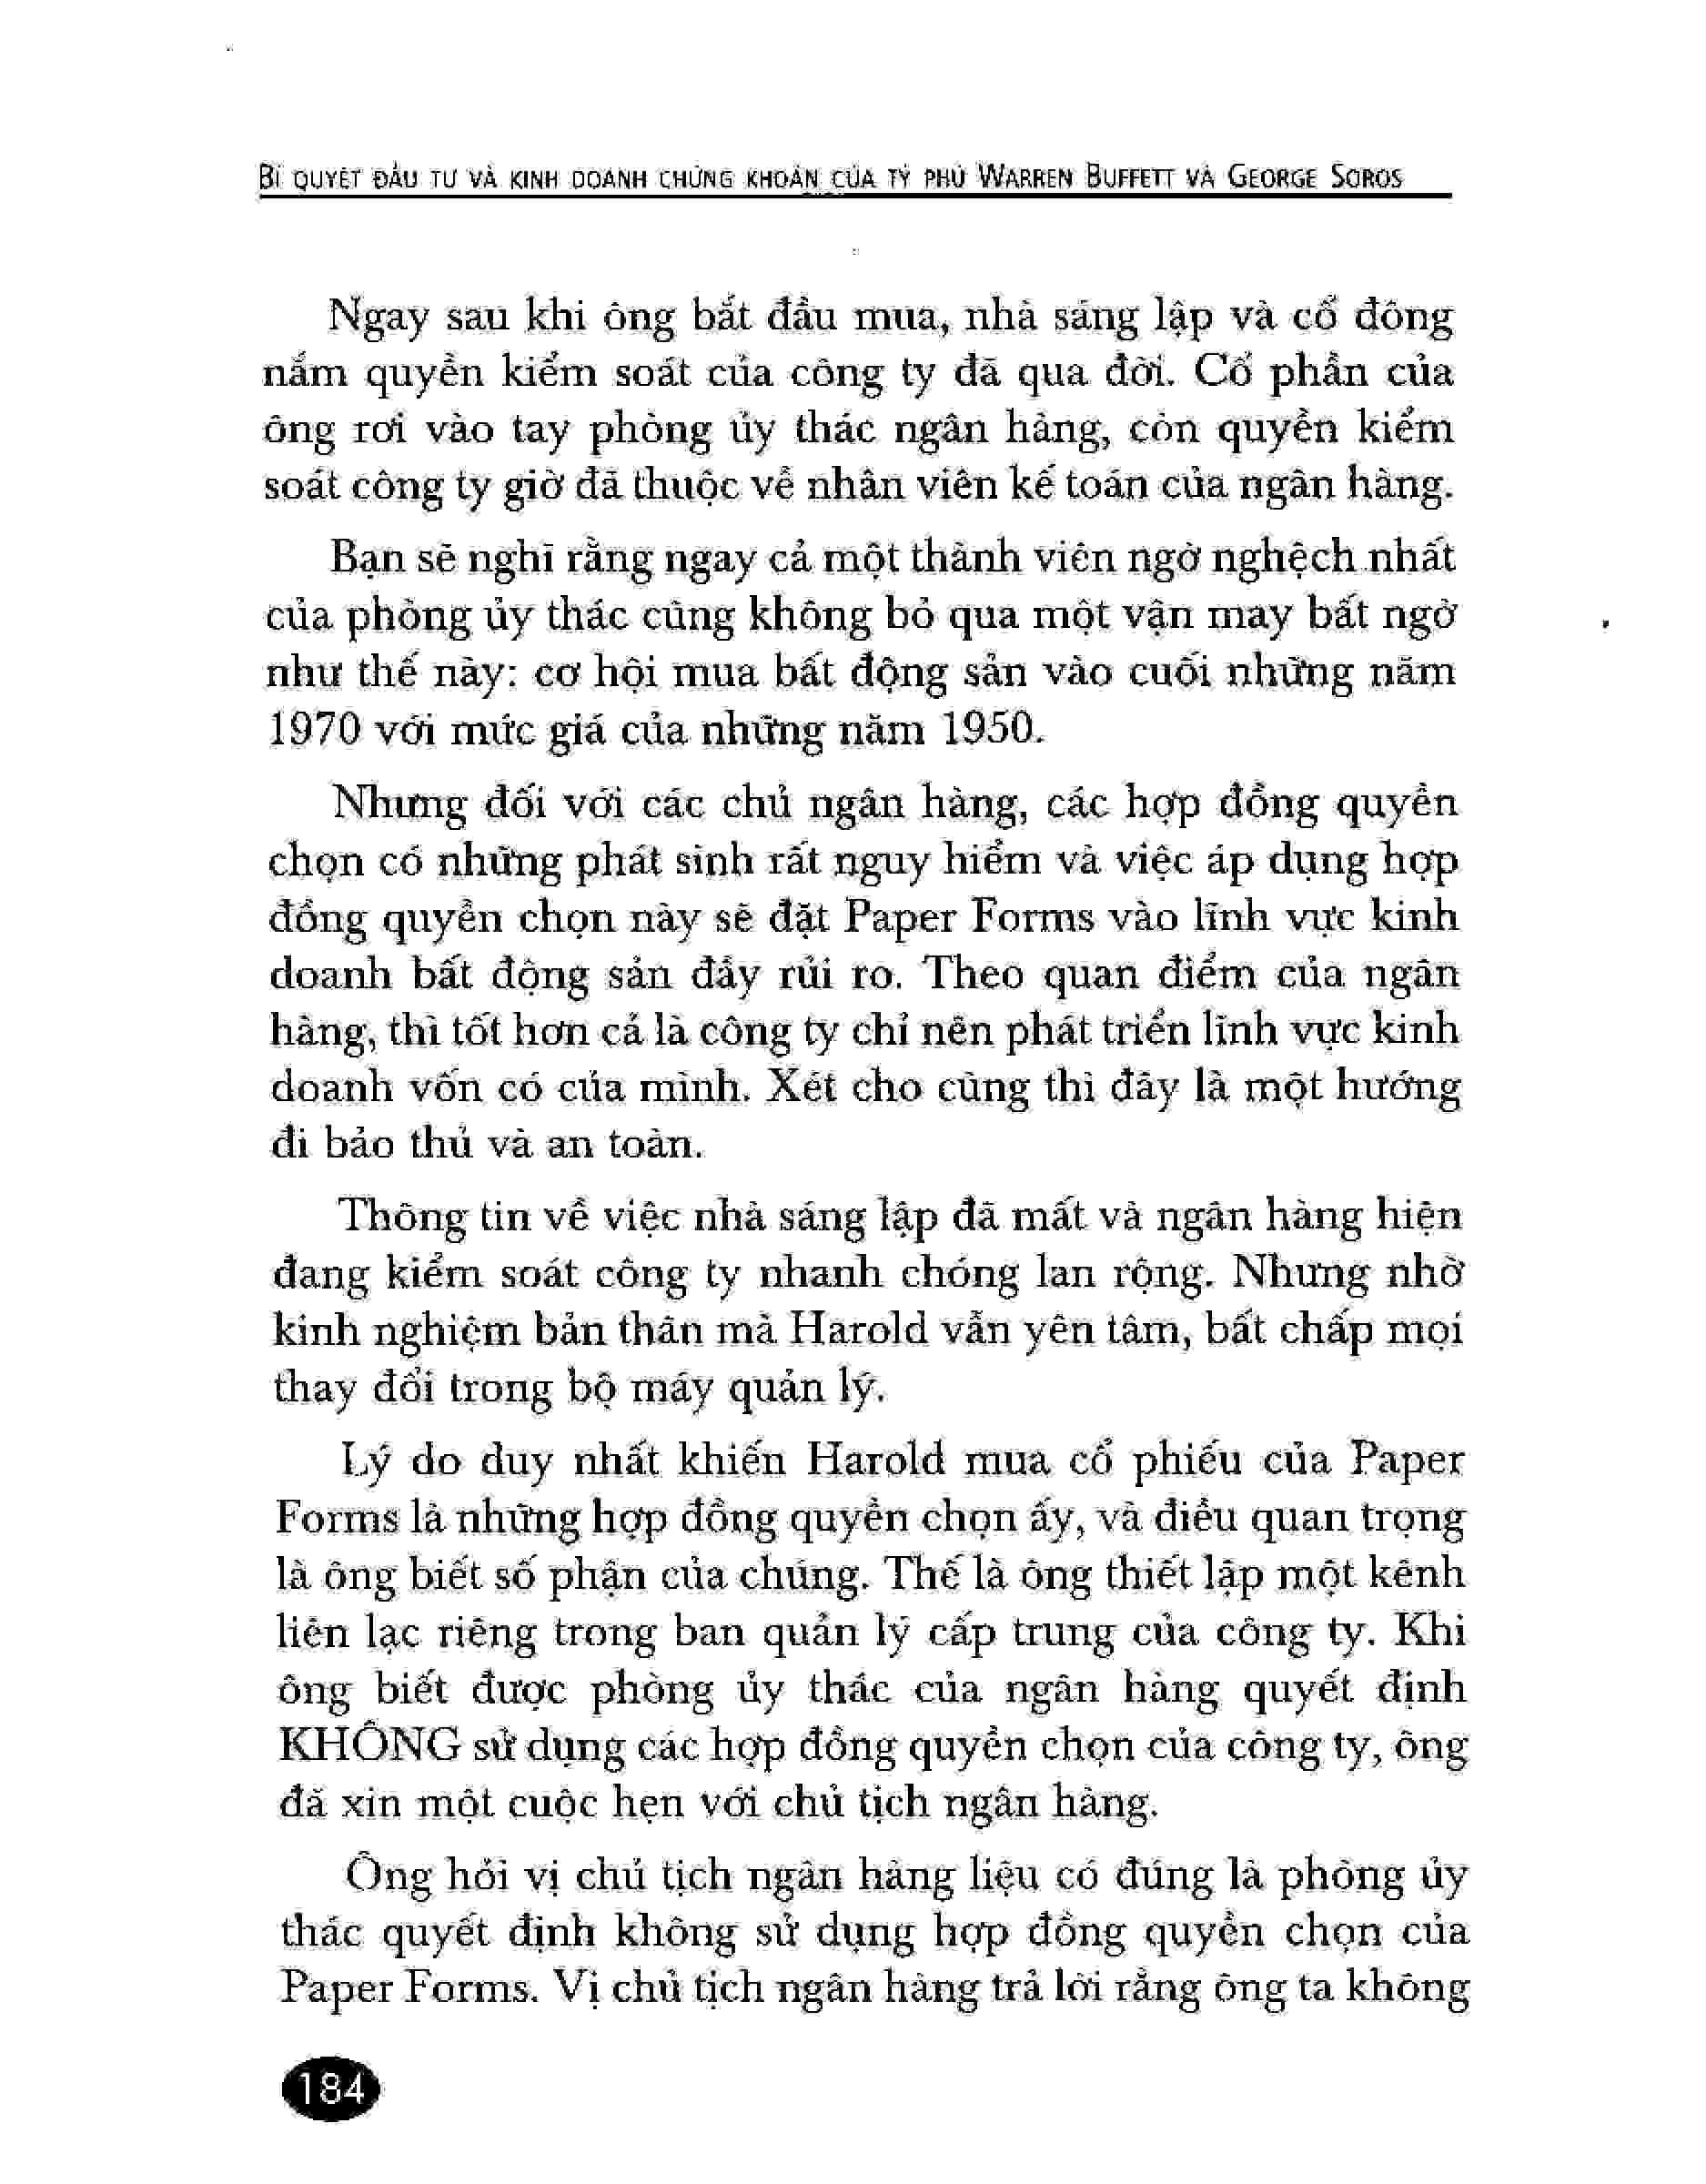 BÍ QUYẾT ĐẦU TƯ VÀ KINH DOANH CHỨNG KHOÁN CỦA TỶ PHÚ WARREN BUFFETT VÀ GEORGE SOROS
Ngay sau khi ông bắt đầu mua, nhà sáng lập và cổ đông
nắm quyền kiểm soát của công ty đã qua đời. Cổ phần của
ông rơi vào tay phòng ủy thác ngân hàng, còn quyền kiểm
soát công ty giờ đã thuộc về nhân viên kế toán của ngân hàng.
Bạn sẽ nghĩ rằng ngay cả một thành viên ngờ nghệch nhất
của phòng ủy thác cũng không bỏ qua một vận may bất ngờ
như thế này: cơ hội mua bất động sản vào cuối những năm
1970 với mức giá của những năm 1950.
Nhưng đối với các chủ ngân hàng, các hợp đồng quyền
chọn có những phát sinh rất nguy hiểm và việc áp dụng hợp
đồng quyền chọn này sẽ đặt Paper Forms vào lĩnh vực kinh
doanh bất động sản đầy rủi ro. Theo quan điểm của ngân
hàng, thì tốt hơn cả là công ty chỉ nên phát triển lĩnh vực kinh
doanh vốn có của mình. Xét cho cùng thì đây là một hướng
đi bảo thủ và an toàn.
Thông tin về việc nhà sáng lập đã mất và ngân hàng hiện
đang kiểm soát công ty nhanh chóng lan rộng. Nhưng nhờ
kinh nghiệm bản thân mà Harold vẫn yên tâm, bất chấp mọi
thay đổi trong bộ máy quản lý.
Lý do duy nhất khiến Harold mua cổ phiếu của Paper
Forms là những hợp đồng quyền chọn ấy, và điều quan trọng
là ông biết số phận của chúng. Thế là ông thiết lập một kênh
liên lạc riêng trong ban quản lý cấp trung của công ty. Khi
ông biết được phòng ủy thác của ngân hàng quyết định
KHÔNG sử dụng các hợp đồng quyền chọn của công ty, ông
đã xin một cuộc hẹn với chủ tịch ngân hàng.
Ông hỏi vị chủ tịch ngân hàng liệu có đúng là phòng ủy
thác quyết định không sử dụng hợp đồng quyền chọn của
Paper Forms. Vị chủ tịch ngân hàng trả lời rằng ông ta không
184